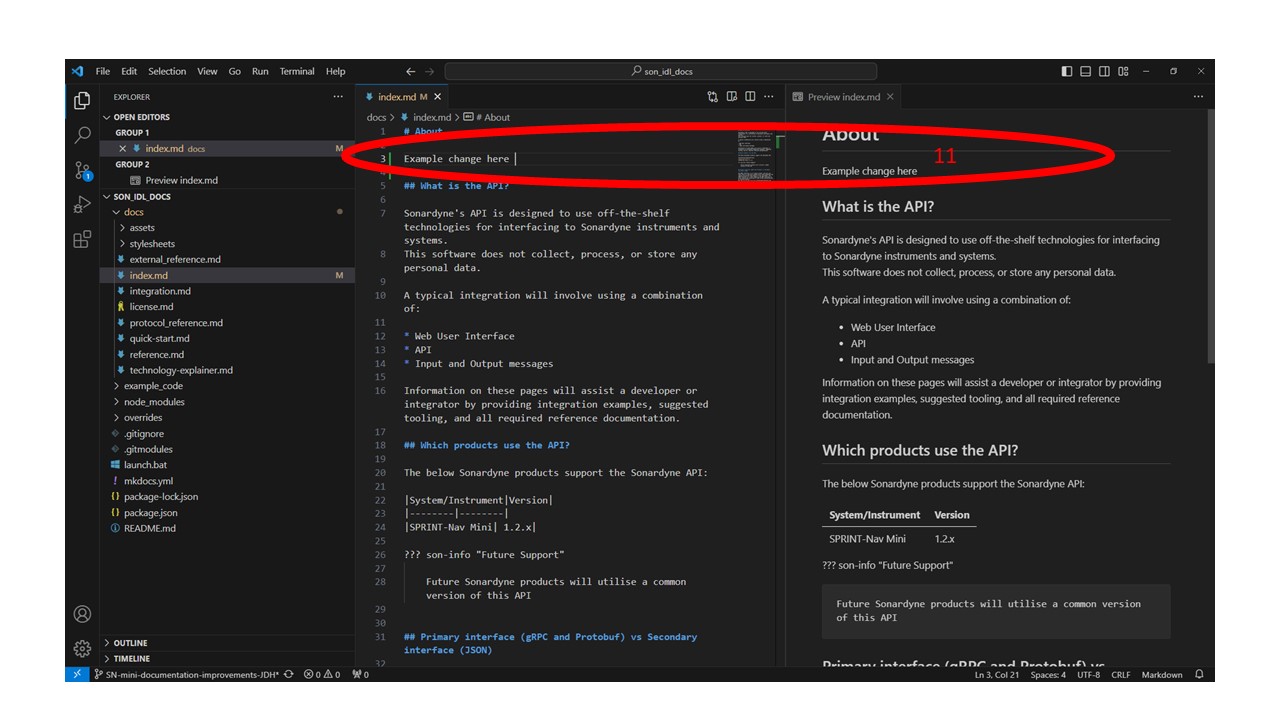 File Edit Selection View Go Run Terminal Help
son_idl_docs
EXPLORER
OPEN EDITORS
GROUP 1
index.md docs M
GROUP 2
Preview index.md
SON_IDL_DOCS
docs
assets
stylesheets
external_reference.md
index.md M
integration.md
license.md
protocol_reference.md
quick-start.md
reference.md
technology-explainer.md
example_code
node_modules
overrides
.gitignore
.gitmodules
launch.bat
mkdocs.yml
package-lock.json
package.json
README.md
OUTLINE
TIMELINE
1
index.md M
docs > index.md > # About
1 # About
3 Example change here
5 ## What is the API?
6
7 Sonardyne's API is designed to use off-the-shelf
technologies for interfacing to Sonardyne instruments and
systems.
8 This software does not collect, process, or store any
personal data.
9
10 A typical integration will involve using a combination
of:
11
12 * Web User Interface
13 * API
14 * Input and Output messages
15
16 Information on these pages will assist a developer or
integrator by providing integration examples, suggested
tooling, and all required reference documentation.
17
18 ## Which products use the API?
19
20 The below Sonardyne products support the Sonardyne API:
21
22 |System/Instrument|Version|
23 |--------|--------|
24 |SPRINT-Nav Mini| 1.2.x|
25
26 ??? son-info "Future Support"
27
28 Future Sonardyne products will utilise a common
version of this API
29
30
31 ## Primary interface (gRPC and Protobuf) vs Secondary
interface (JSON)
32
Preview index.md
About
11
Example change here
What is the API?
Sonardyne's API is designed to use off-the-shelf technologies for interfacing
to Sonardyne instruments and systems.
This software does not collect, process, or store any personal data.
A typical integration will involve using a combination of:
• Web User Interface
• API
• Input and Output messages
Information on these pages will assist a developer or integrator by providing
integration examples, suggested tooling, and all required reference
documentation.
Which products use the API?
The below Sonardyne products support the Sonardyne API:
System/Instrument Version
SPRINT-Nav Mini 1.2.x
??? son-info "Future Support"
Future Sonardyne products will utilise a common version
of this API
Primary interface (gRPC and Protobuf) vs
SN-mini-documentation-improvements-JDH* 0 0 0
Ln 3, Col 21 Spaces: 4 UTF-8 CRLF Markdown